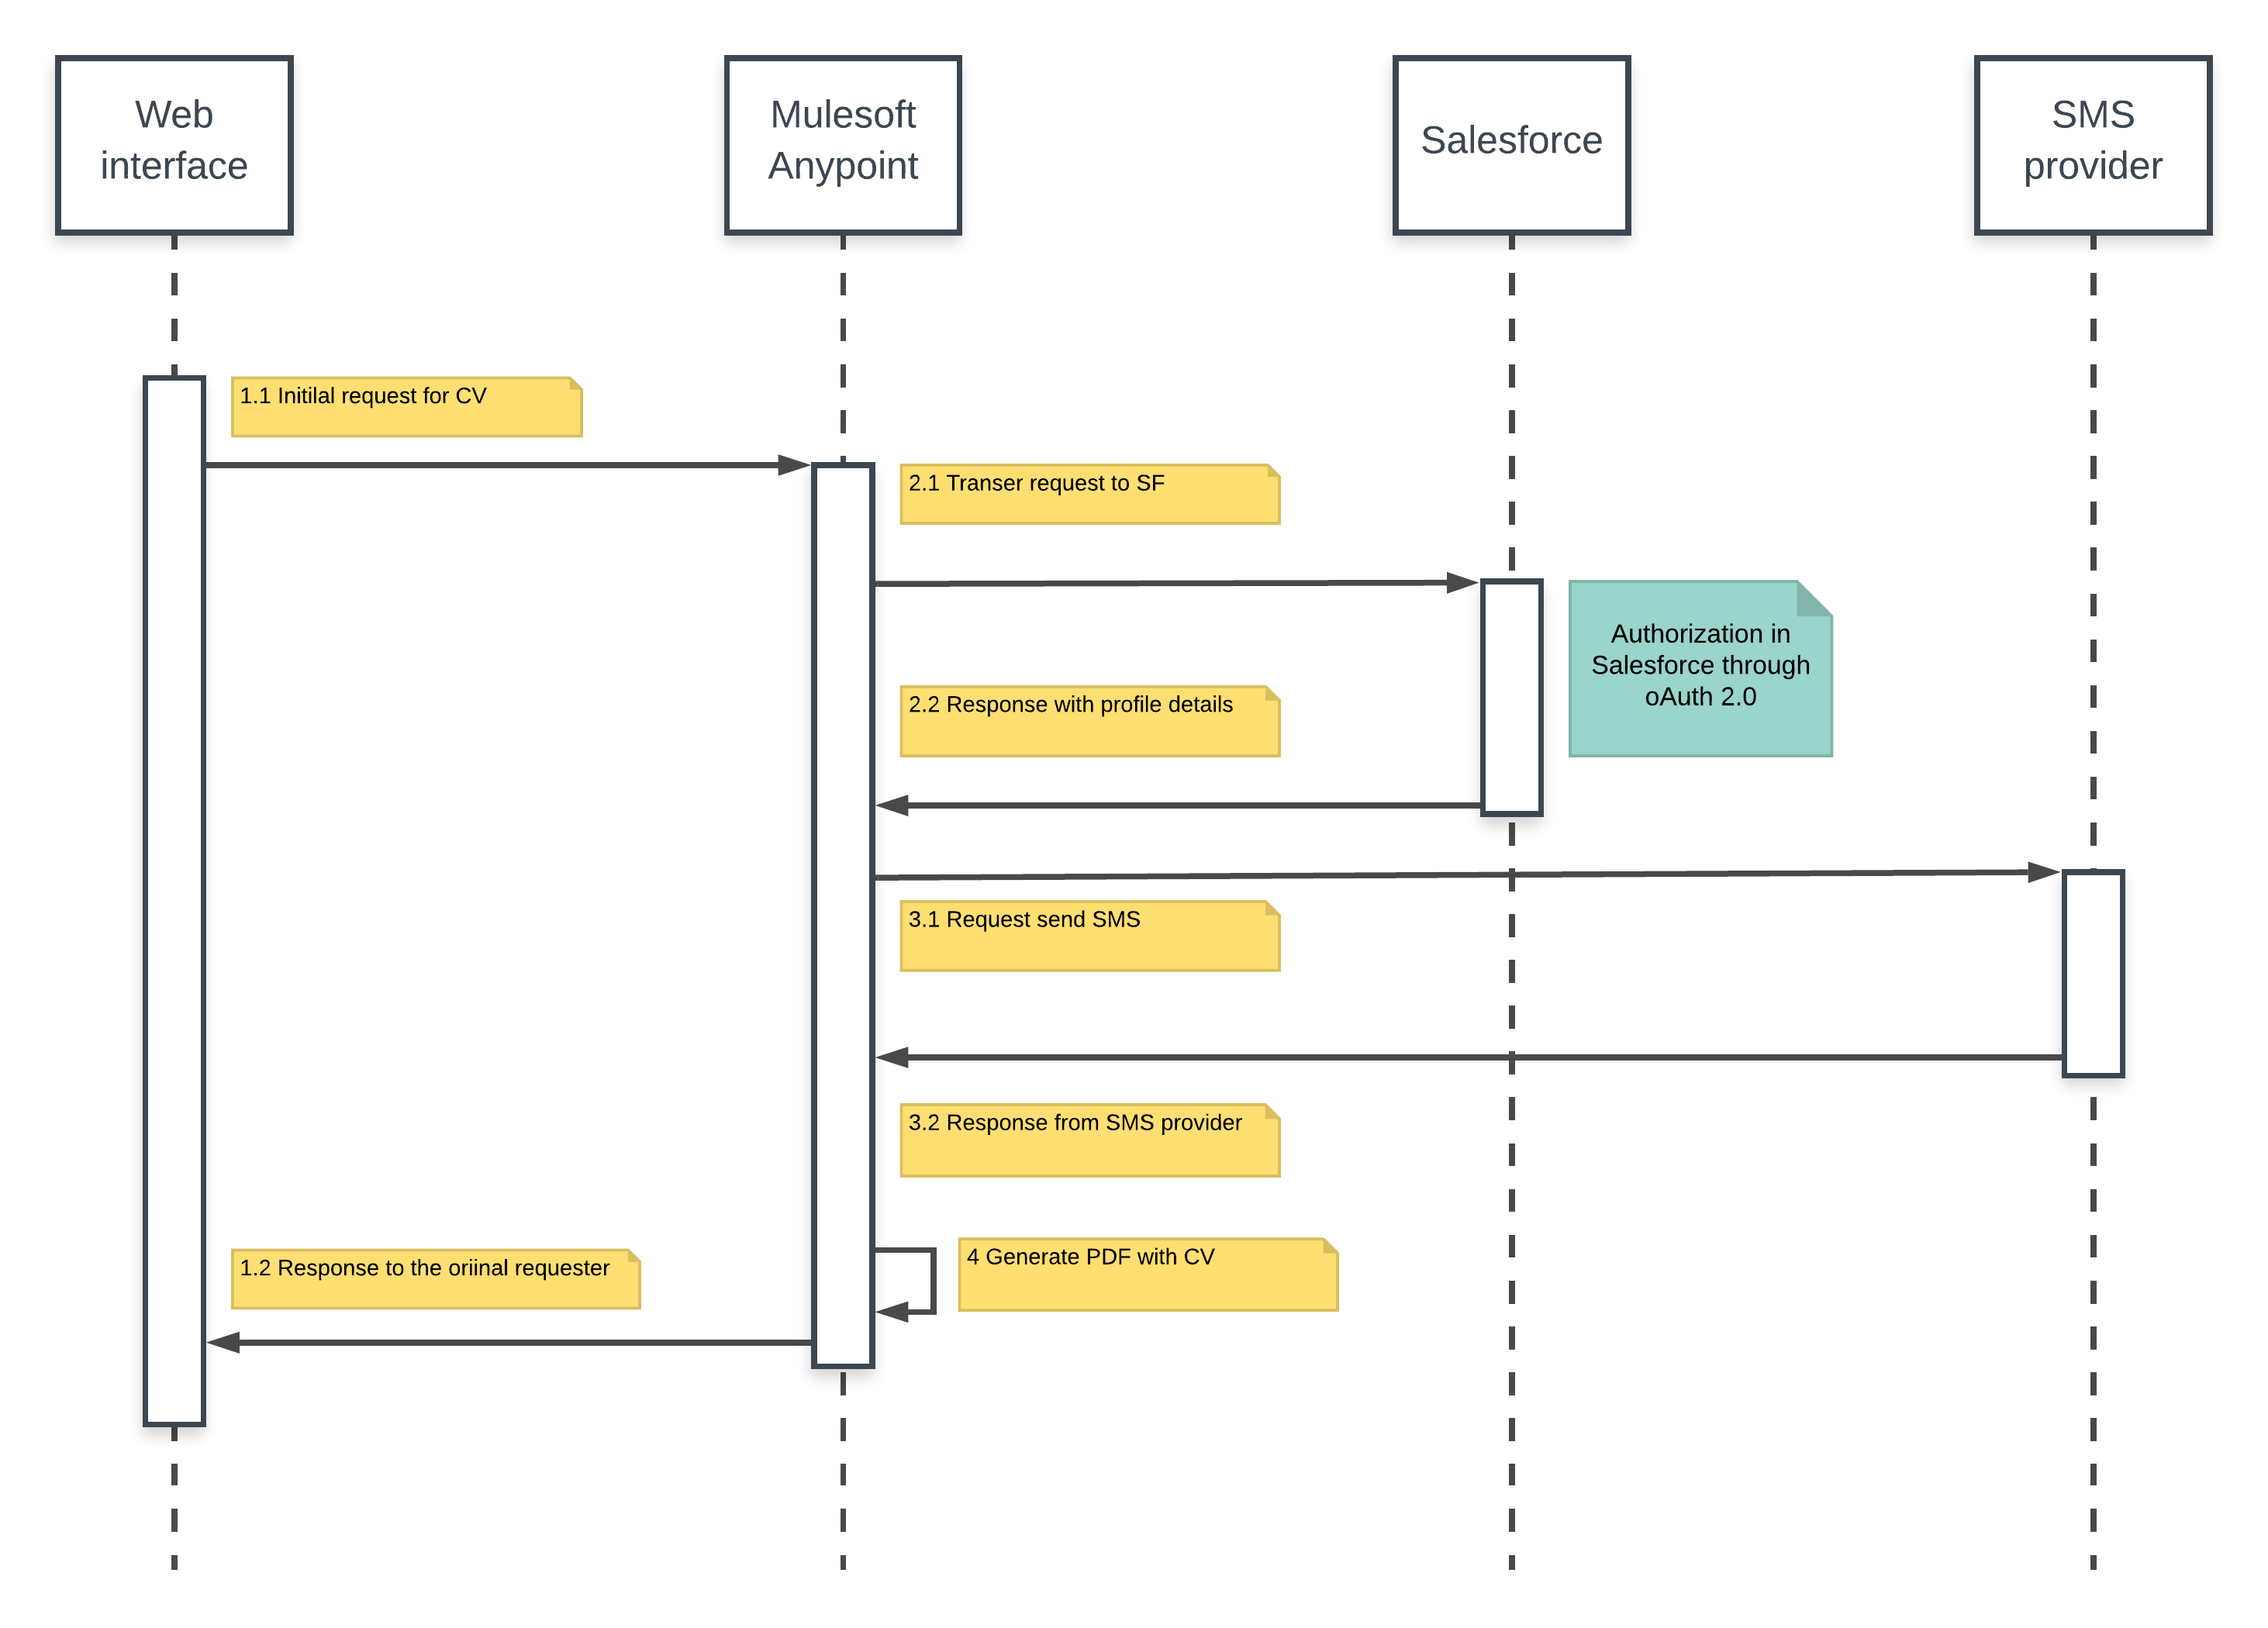 Web
interface
Mulesoft
Anypoint
Salesforce
SMS
provider
1.1 Initilal request for CV
2.1 Transer request to SF
Authorization in
Salesforce through
oAuth 2.0
2.2 Response with profile details
3.1 Request send SMS
3.2 Response from SMS provider
4 Generate PDF with CV
1.2 Response to the oriinal requester